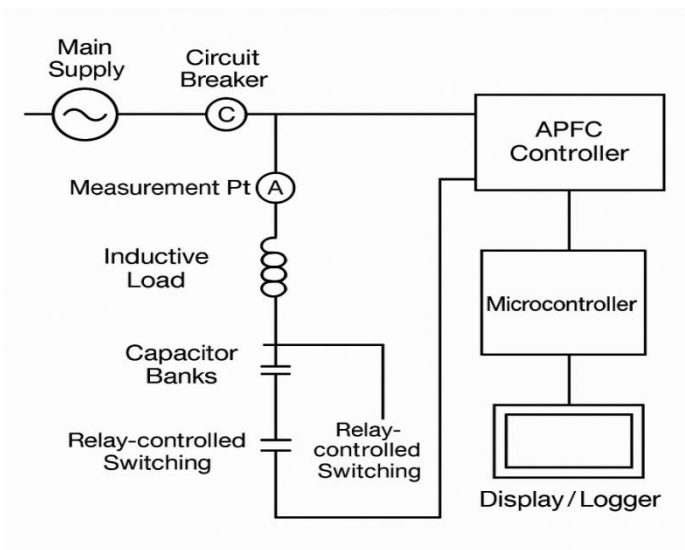 Main
Supply
Circuit
Breaker
C
APFC
Controller
Measurement Pt
A
Inductive
Load
Microcontroller
Capacitor
Banks
Relay-controlled
Switching
Relay-
controlled
Switching
Display / Logger